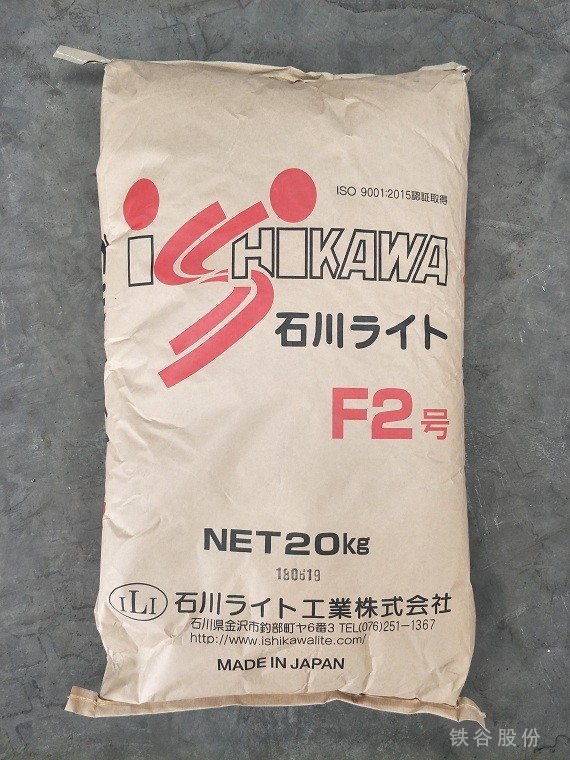 ISO 9001:2015認証取得
ISHIKAWA
石川ライト
F2号
NET20kg
180619
ILI 石川ライト工業株式会社
石川県金沢市釣部町ヤ6番3 TEL(076)251-1367
http://www.ishikawalite.com/
MADE IN JAPAN
铁谷股份